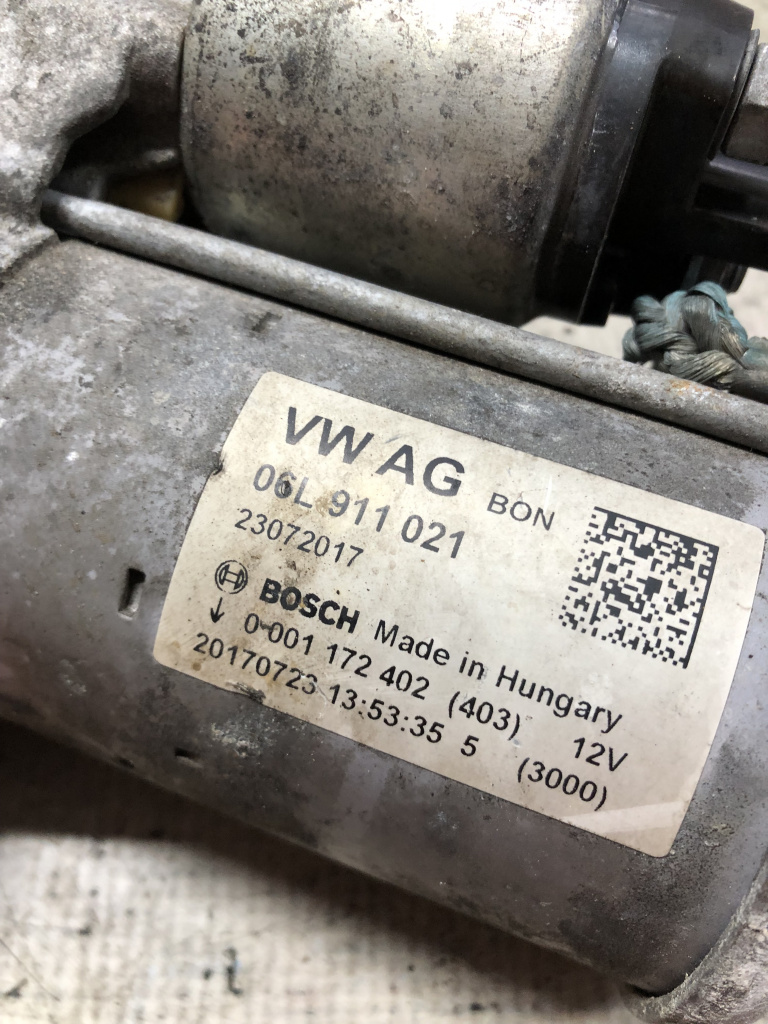 VW AG BON
06L 911 021
23072017
BOSCH Made in Hungary
0 001 172 402 (403) 12V
20170723 13:53:35 5 (3000)